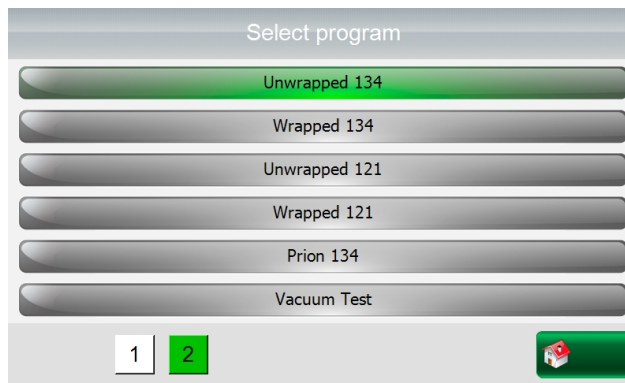 Select program
Unwrapped 134
Wrapped 134
Unwrapped 121
Wrapped 121
Prion 134
Vacuum Test
1 2